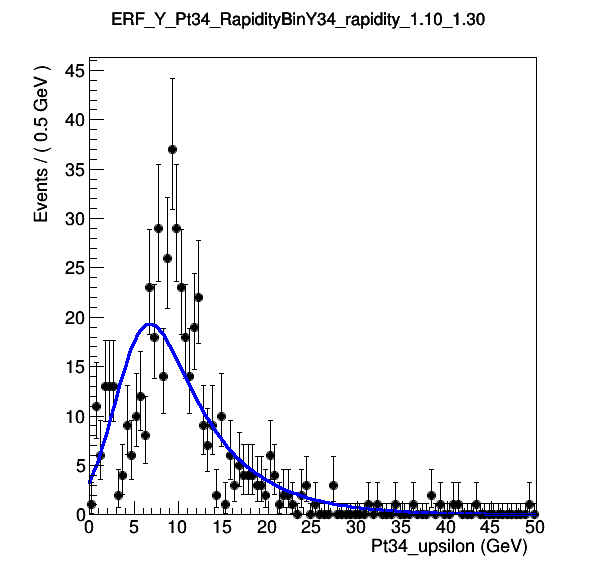 ERF_Y_Pt34_RapidityBinY34_rapidity_1.10_1.30
Events / ( 0.5 GeV )
45
40
35
30
25
20
15
10
5
0
0 5 10 15 20 25 30 35 40 45 50
Pt34_upsilon (GeV)